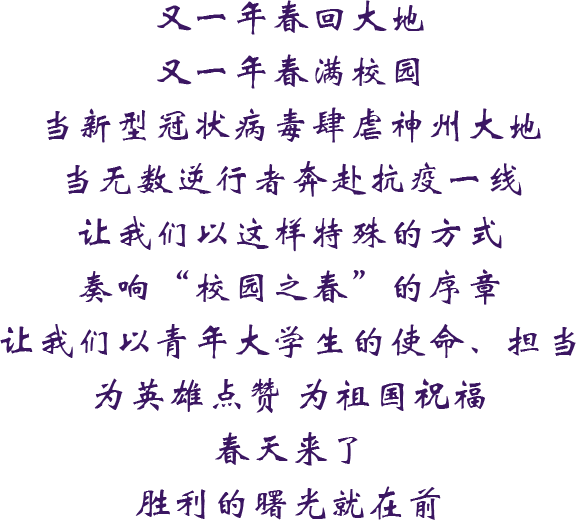 又一年春回大地
又一年春满校园
当新型冠状病毒肆虐神州大地
当无数逆行者奔赴抗疫一线
让我们以这样特殊的方式
奏响“校园之春”的序章
让我们以青年大学生的使命、担当
为英雄点赞 为祖国祝福
春天来了
胜利的曙光就在前